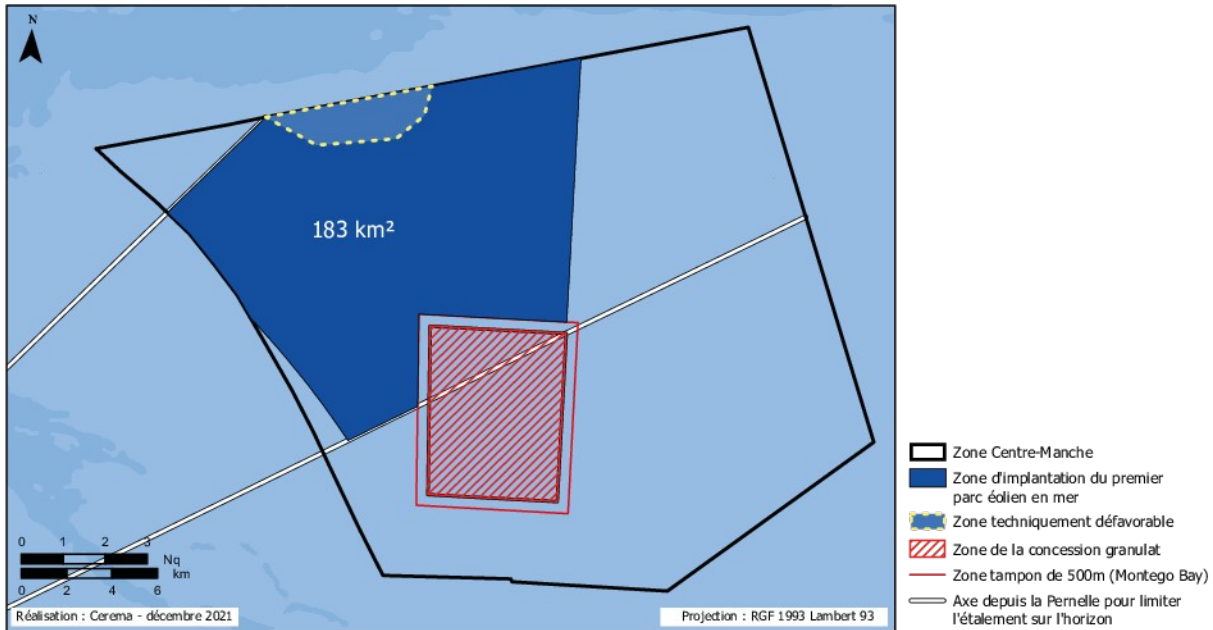 N
183 km²
0 1 2 3
Nq
km
0 2 4 6
Réalisation : Cerema - décembre 2021
Projection : RGF 1993 Lambert 93
Zone Centre-Manche
Zone d'implantation du premier
parc éolien en mer
Zone techniquement défavorable
Zone de la concession granulat
Zone tampon de 500m (Montego Bay)
Axe depuis la Pernelle pour limiter
l'étalement sur l'horizon